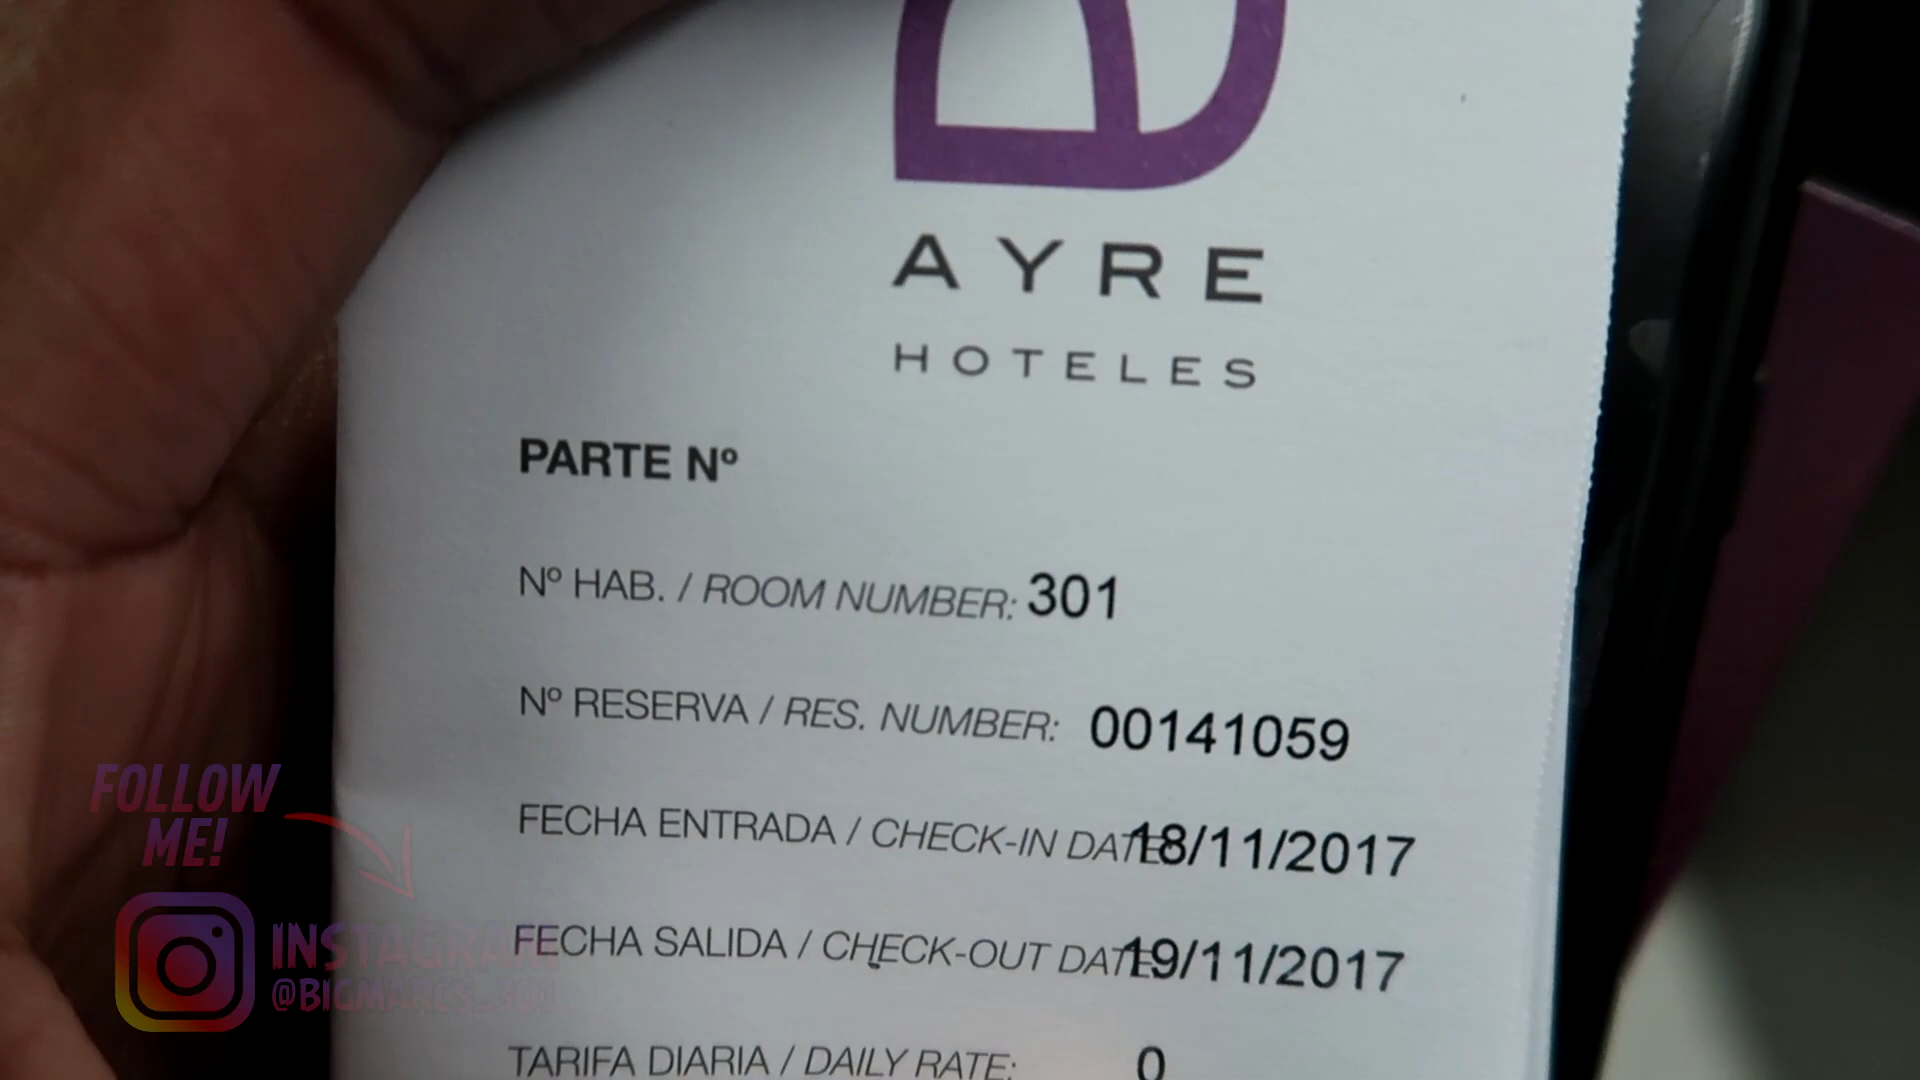 AYRE
HOTELES
PARTE Nº
Nº HAB. / ROOM NUMBER: 301
Nº RESERVA / RES. NUMBER: 00141059
FECHA ENTRADA / CHECK-IN DATE 18/11/2017
FECHA SALIDA / CHECK-OUT DATE 19/11/2017
TARIFA DIARIA / DAILY RATE: 0
FOLLOW
ME!
INSTAGRAM
@BIGMARCS_301